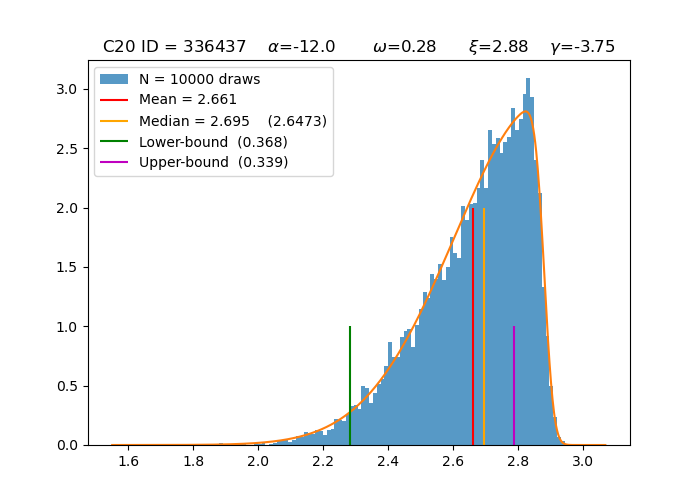 C20 ID = 336437 α=-12.0 ω=0.28 ξ=2.88 γ=-3.75
N = 10000 draws
Mean = 2.661
Median = 2.695 (2.6473)
Lower-bound (0.368)
Upper-bound (0.339)
3.0
2.5
2.0
1.5
1.0
0.5
0.0
1.6 1.8 2.0 2.2 2.4 2.6 2.8 3.0